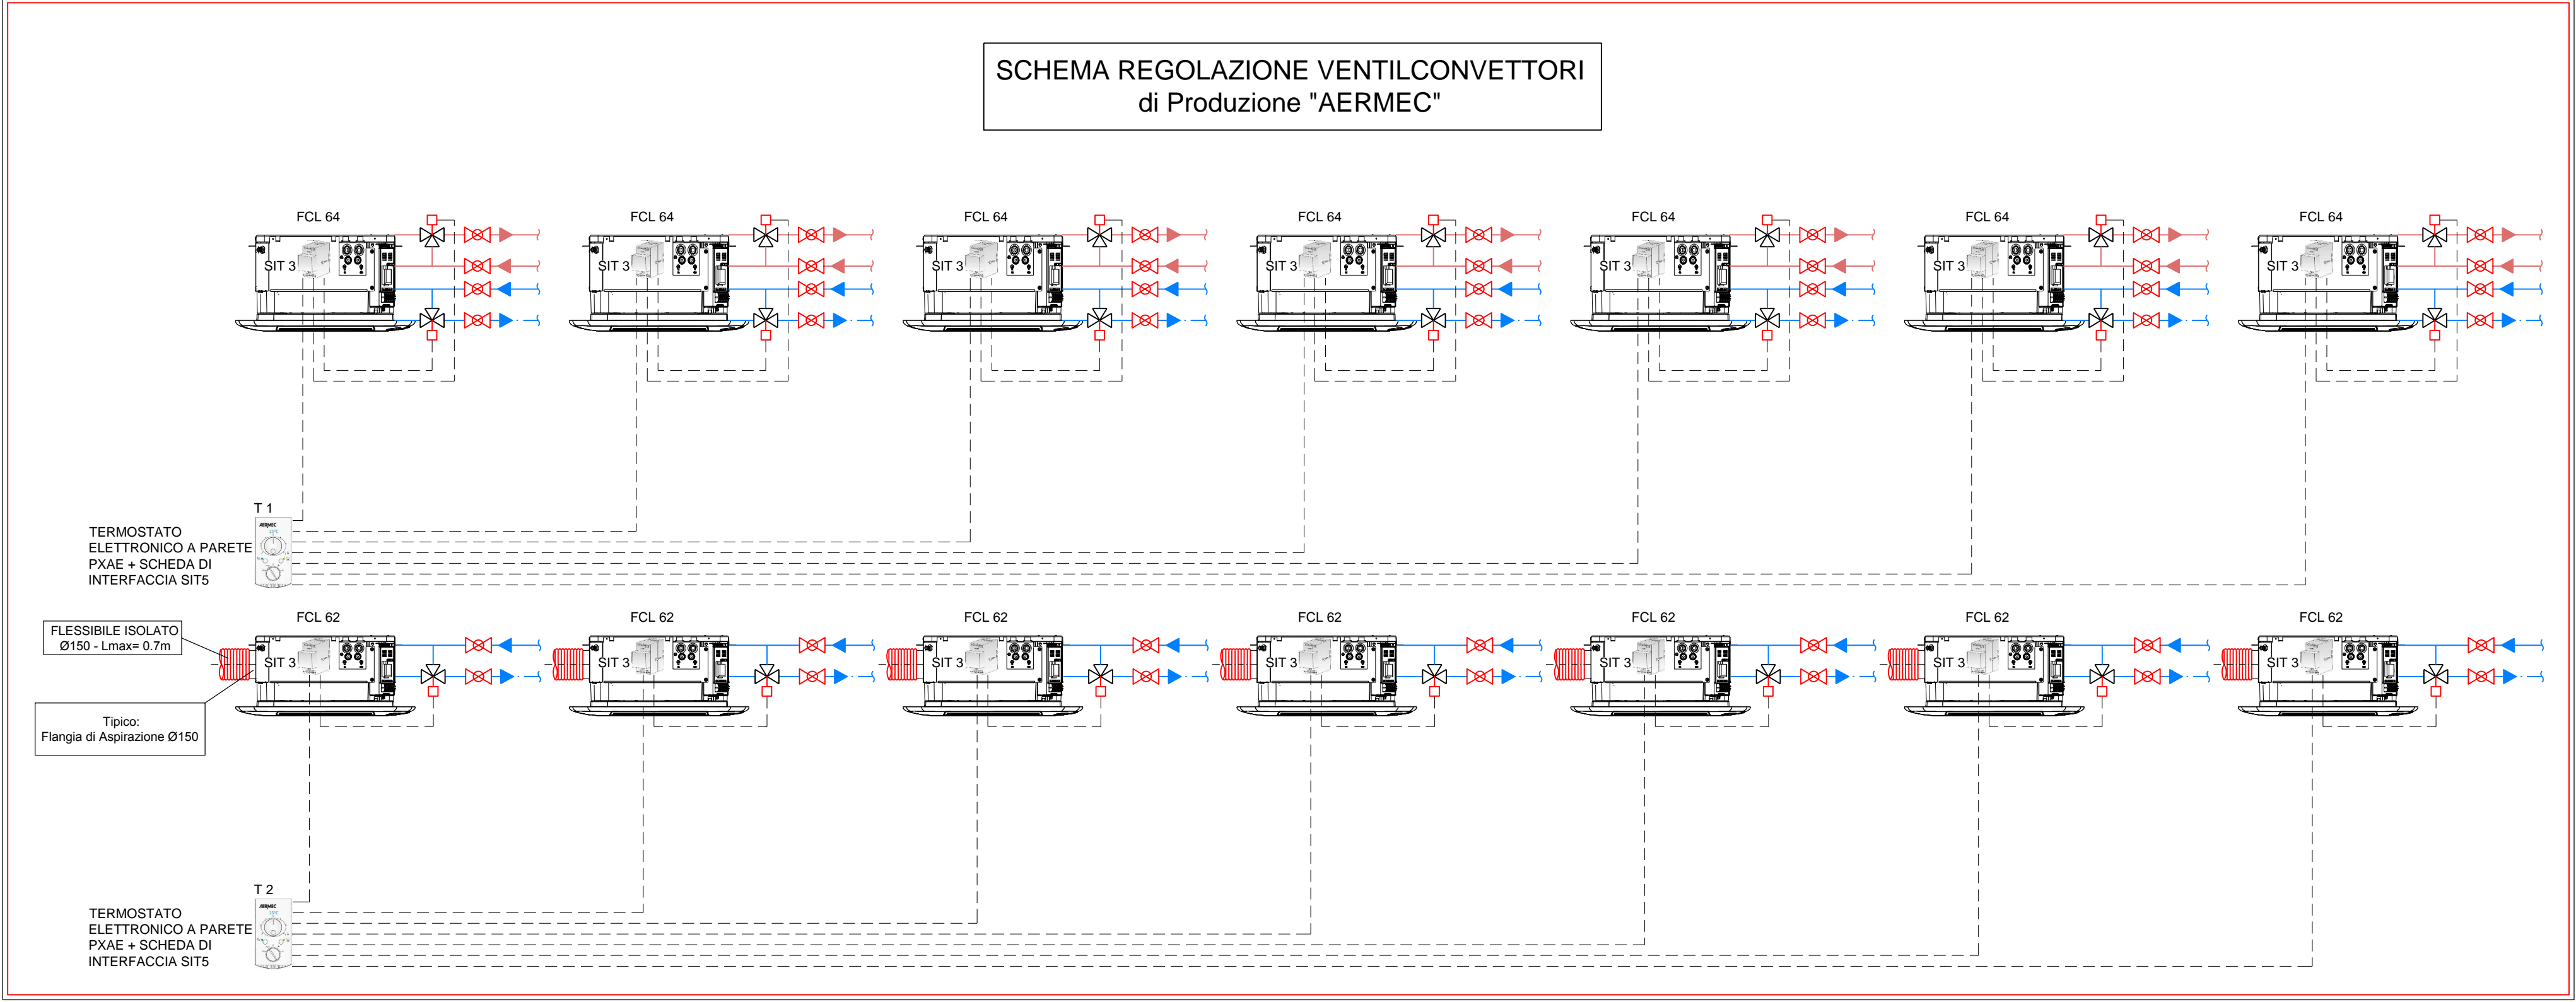 SCHEMA REGOLAZIONE VENTILCONVETTORI
di Produzione "AERMEC"
FCL 64
FCL 64
FCL 64
FCL 64
FCL 64
FCL 64
FCL 64
SIT 3
SIT 3
SIT 3
SIT 3
SIT 3
SIT 3
SIT 3
T 1
AERMEC
TERMOSTATO
ELETTRONICO A PARETE
PXAE + SCHEDA DI
INTERFACCIA SIT5
FCL 62
FCL 62
FCL 62
FCL 62
FCL 62
FCL 62
FCL 62
FLESSIBILE ISOLATO
Ø150 - Lmax= 0.7m
SIT 3
SIT 3
SIT 3
SIT 3
SIT 3
SIT 3
SIT 3
Tipico:
Flangia di Aspirazione Ø150
T 2
AERMEC
TERMOSTATO
ELETTRONICO A PARETE
PXAE + SCHEDA DI
INTERFACCIA SIT5